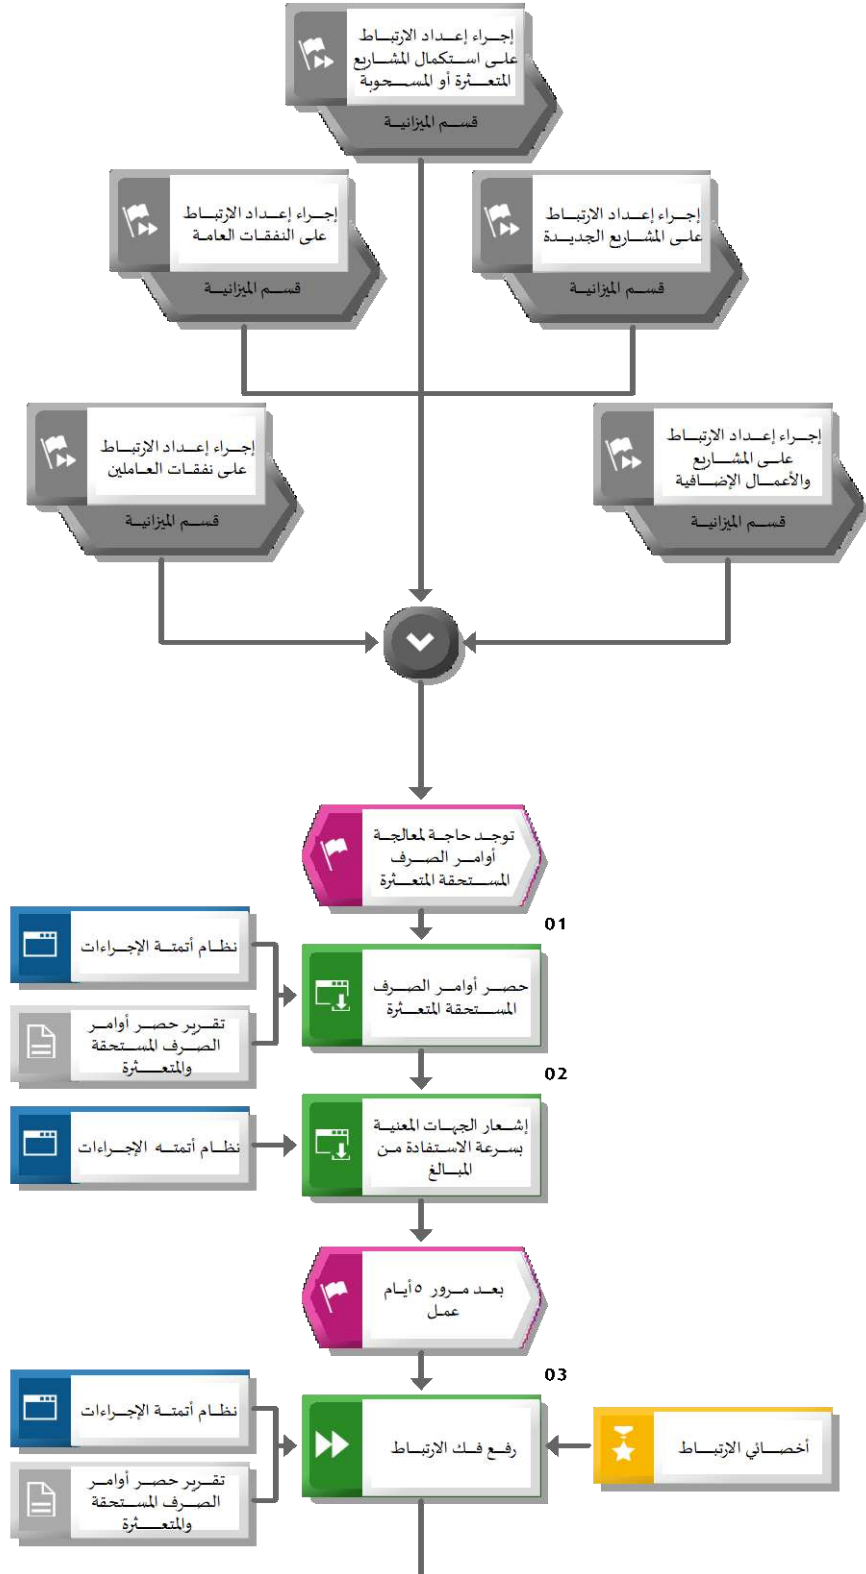 إجراء إعداد الارتباط
على استكمال المشاريع
المتعثرة أو المسحوبة
قسم الميزانية
إجراء إعداد الارتباط
على المشاريع الجديدة
قسم الميزانية
إجراء إعداد الارتباط
على النفقات العامة
قسم الميزانية
إجراء إعداد الارتباط
على المشاريع
والأعمال الإضافية
قسم الميزانية
إجراء إعداد الارتباط
على نفقات العاملين
قسم الميزانية
توجد حاجة لمعالجة
أوامر الصرف
المستحقة المتعثرة
01
حصر أوامر الصرف
المستحقة المتعثرة
نظام أتمتة الإجراءات
تقرير حصر أوامر
الصرف المستحقة
والمتعثرة
02
إشعار الجهات المعنية
بسرعة الاستفادة من
المبالغ
نظام أتمته الإجراءات
بعد مرور ٥ أيام
عمل
03
أخصائي الارتباط
رفع فك الارتباط
نظام أتمتة الإجراءات
تقرير حصر أوامر
الصرف المستحقة
والمتعثرة